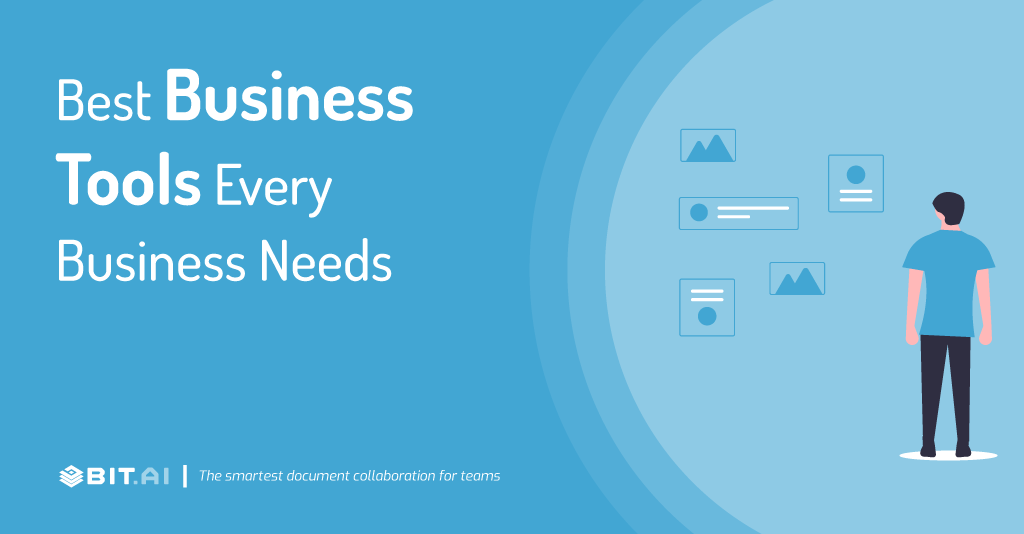 Best Business
Tools Every
Business Needs
BIT.AI | The smartest document collaboration for teams